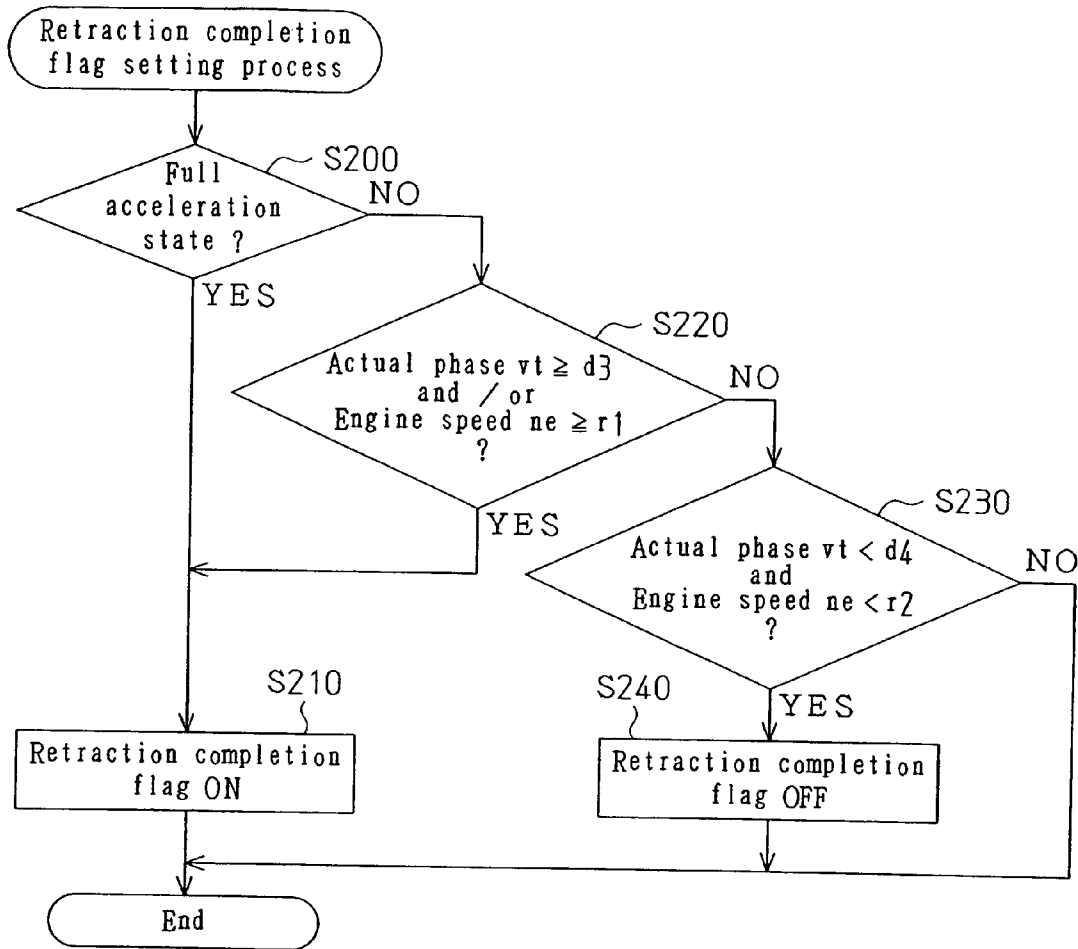 Retraction completion
flag setting process
S200
Full
acceleration
state ?
NO
YES
S220
Actual phase vt ≧ d3
and / or
Engine speed ne ≧ r1
?
NO
YES
S230
Actual phase vt < d4
and
Engine speed ne < r2
?
NO
YES
S210
Retraction completion
flag ON
S240
Retraction completion
flag OFF
End